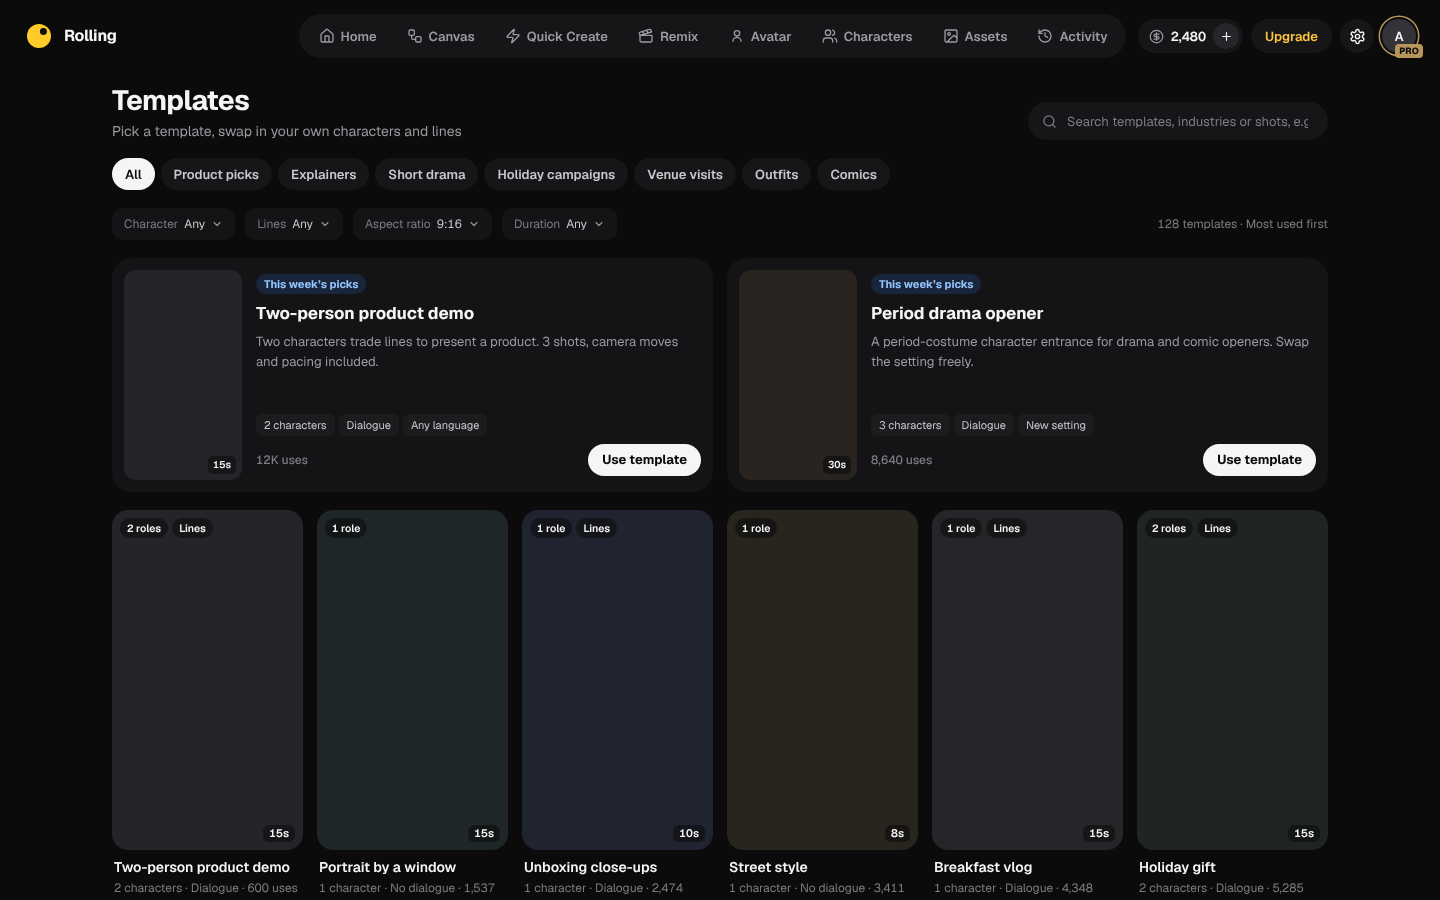 Rolling
Home
Canvas
Quick Create
Remix
Avatar
Characters
Assets
Activity
2,480
Upgrade
A
PRO
Templates
Pick a template, swap in your own characters and lines
Search templates, industries or shots, e.g
All
Product picks
Explainers
Short drama
Holiday campaigns
Venue visits
Outfits
Comics
Character Any
Lines Any
Aspect ratio 9:16
Duration Any
128 templates · Most used first
15s
This week's picks
Two-person product demo
Two characters trade lines to present a product. 3 shots, camera moves
and pacing included.
2 characters
Dialogue
Any language
12K uses
Use template
30s
This week's picks
Period drama opener
A period-costume character entrance for drama and comic openers. Swap
the setting freely.
3 characters
Dialogue
New setting
8,640 uses
Use template
2 roles
Lines
15s
Two-person product demo
2 characters · Dialogue · 600 uses
1 role
15s
Portrait by a window
1 character · No dialogue · 1,537
1 role
Lines
10s
Unboxing close-ups
1 character · Dialogue · 2,474
1 role
8s
Street style
1 character · No dialogue · 3,411
1 role
Lines
15s
Breakfast vlog
1 character · Dialogue · 4,348
2 roles
Lines
15s
Holiday gift
2 characters · Dialogue · 5,285